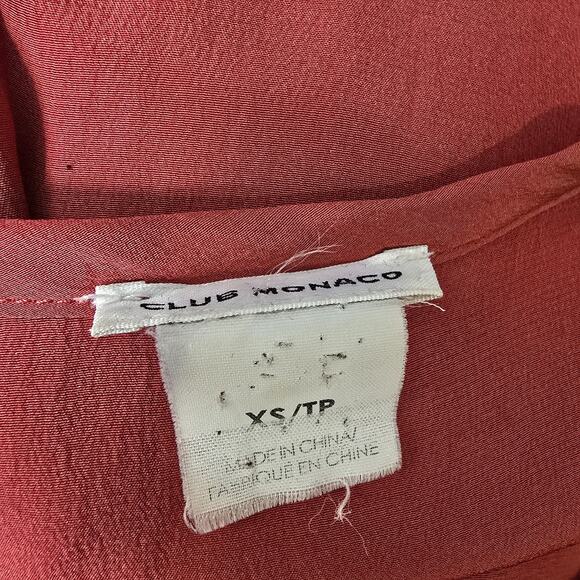 CLUB MONACO
XS/TP
MADE IN CHINA/
FABRIQUÉ EN CHINE